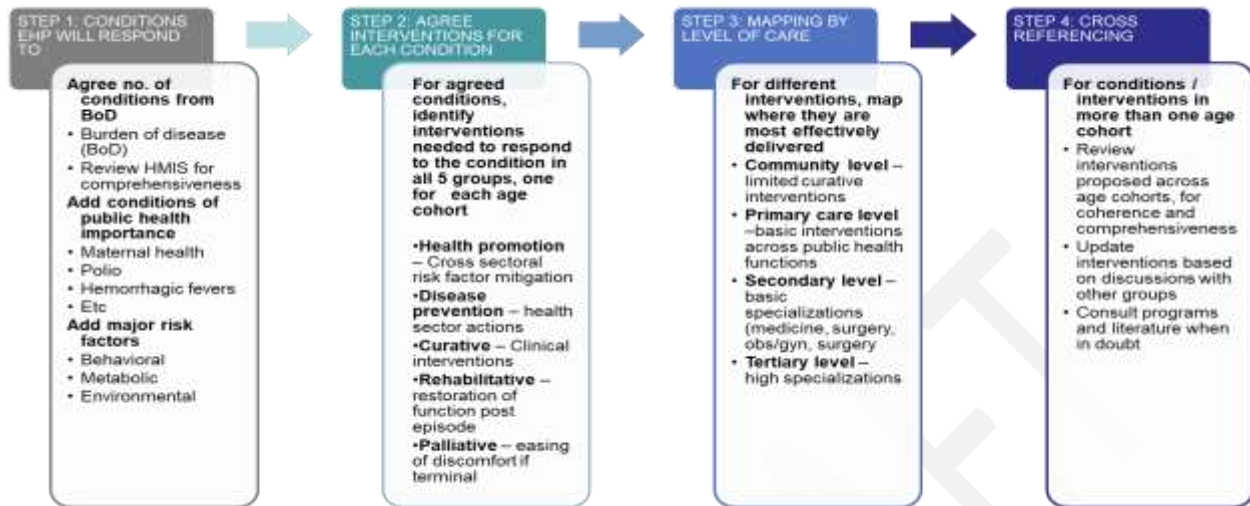 STEP 1: CONDITIONS
EHP WILL RESPOND
TO
Agree no. of
conditions from
BoD
• Burden of disease
(BoD)
• Review HMIS for
comprehensiveness
Add conditions of
public health
importance
• Maternal health
• Polio
• Hemorrhagic fevers
• Etc
Add major risk
factors
• Behavioral
• Metabolic
• Environmental
STEP 2: AGREE
INTERVENTIONS FOR
EACH CONDITION
For agreed
conditions,
identify
interventions
needed to respond
to the condition in
all 5 groups, one
for each age
cohort
•Health promotion
– Cross sectoral
risk factor mitigation
•Disease
prevention – health
sector actions
•Curative – Clinical
interventions
•Rehabilitative –
restoration of
function post
episode
•Palliative – easing
of discomfort if
terminal
STEP 3: MAPPING BY
LEVEL OF CARE
For different
interventions, map
where they are
most effectively
delivered
• Community level –
limited curative
interventions
• Primary care level
–basic interventions
across public health
functions
• Secondary level –
basic
specializations
(medicine, surgery,
obs/gyn, surgery
• Tertiary level –
high specializations
STEP 4: CROSS
REFERENCING
For conditions /
interventions in
more than one age
cohort
• Review
interventions
proposed across
age cohorts, for
coherence and
comprehensiveness
• Update
interventions based
on discussions with
other groups
• Consult programs
and literature when
in doubt